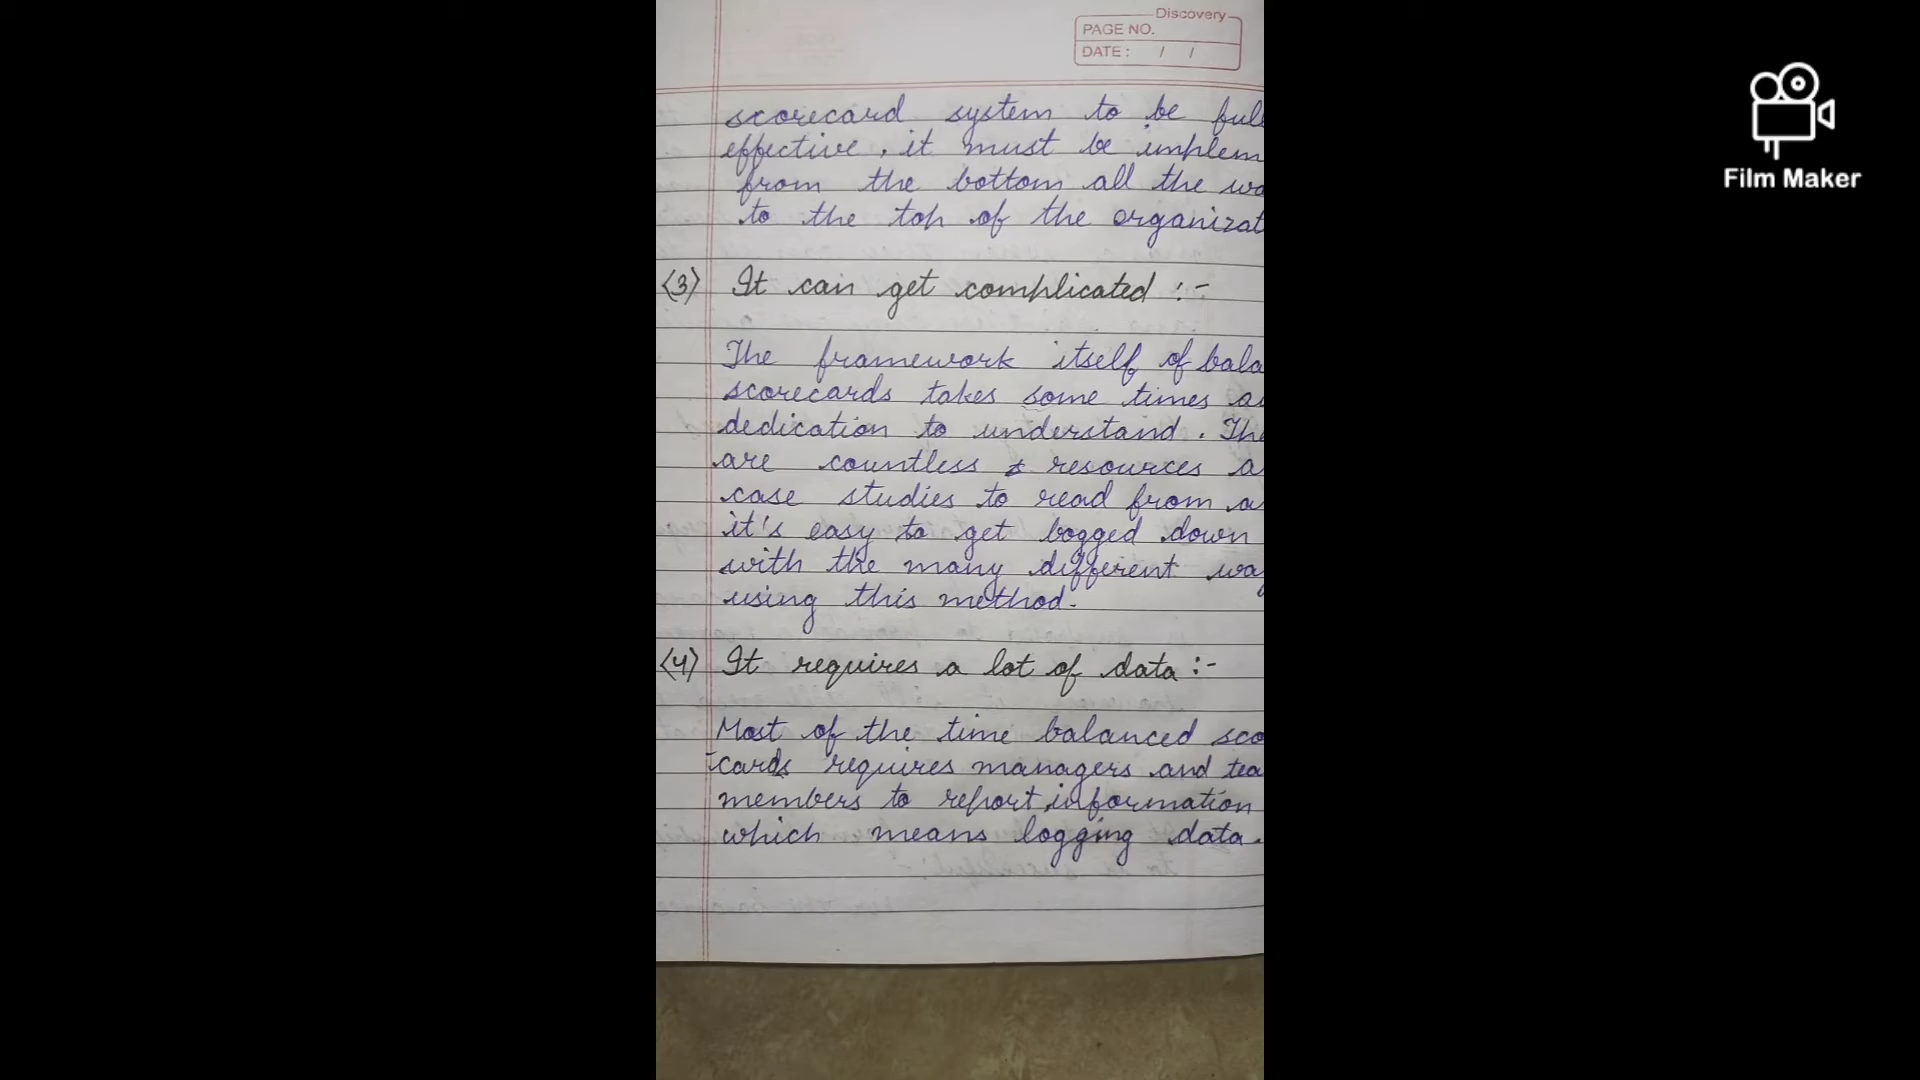 Discovery
PAGE NO.
DATE : / /
scorecard system to be ful
effective, it must be implem
from the bottom all the wa
to the top of the organizat
(3) It can get complicated :-
The framework itself of bala
scorecards takes some times a
dedication to understand. The
are countless resources a
case studies to read from a
it's easy to get bogged down
with the many different way
using this method.
(4) It requires a lot of data :-
Most of the time balanced sco
-cards requires managers and tea
members to report information
which means logging data.
Film Maker